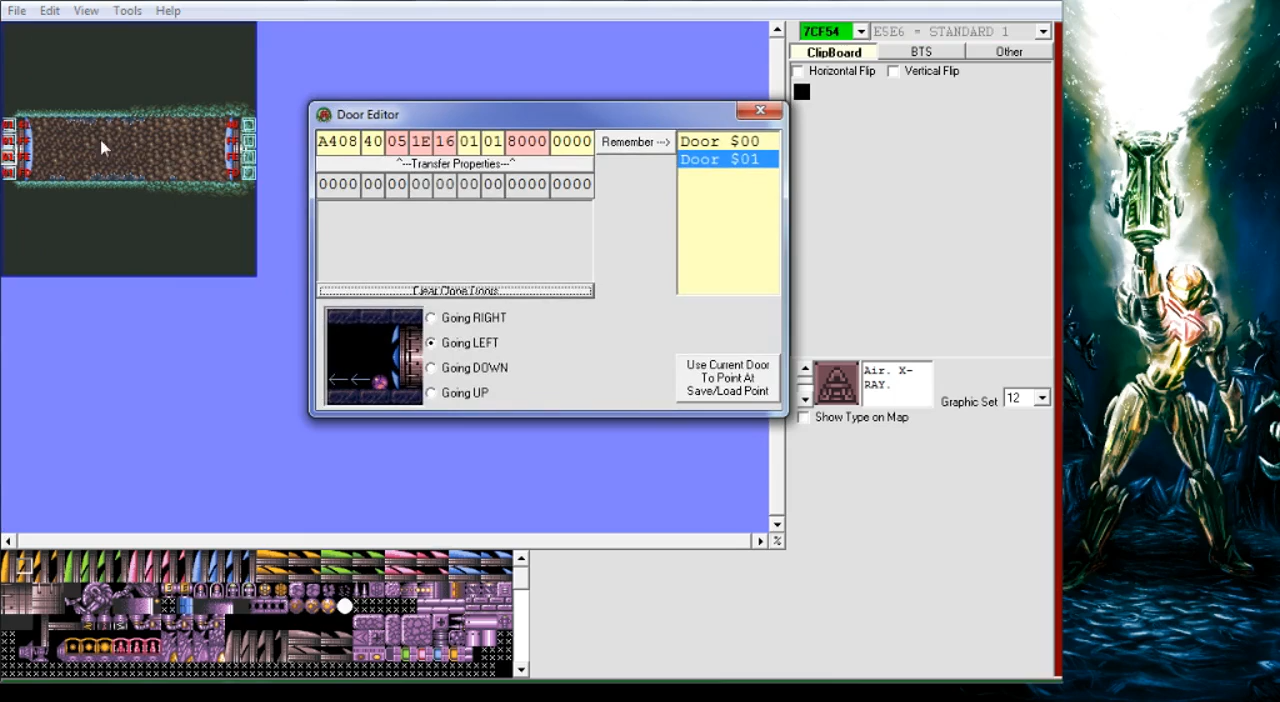 File Edit View Tools Help
7CF54 E5E6 = STANDARD 1
ClipBoard BTS Other
Horizontal Flip Vertical Flip
Door Editor
A408 40 05 1E 16 01 01 8000 0000 Remember --->
^---Transfer Properties---^
0000 00 00 00 00 00 00 0000 0000
Door $00
Door $01
Clear Clone Doors
Going RIGHT
Going LEFT
Going DOWN
Going UP
Use Current Door
To Point At
Save/Load Point
Air. X-
RAY.
Graphic Set 12
Show Type on Map
%